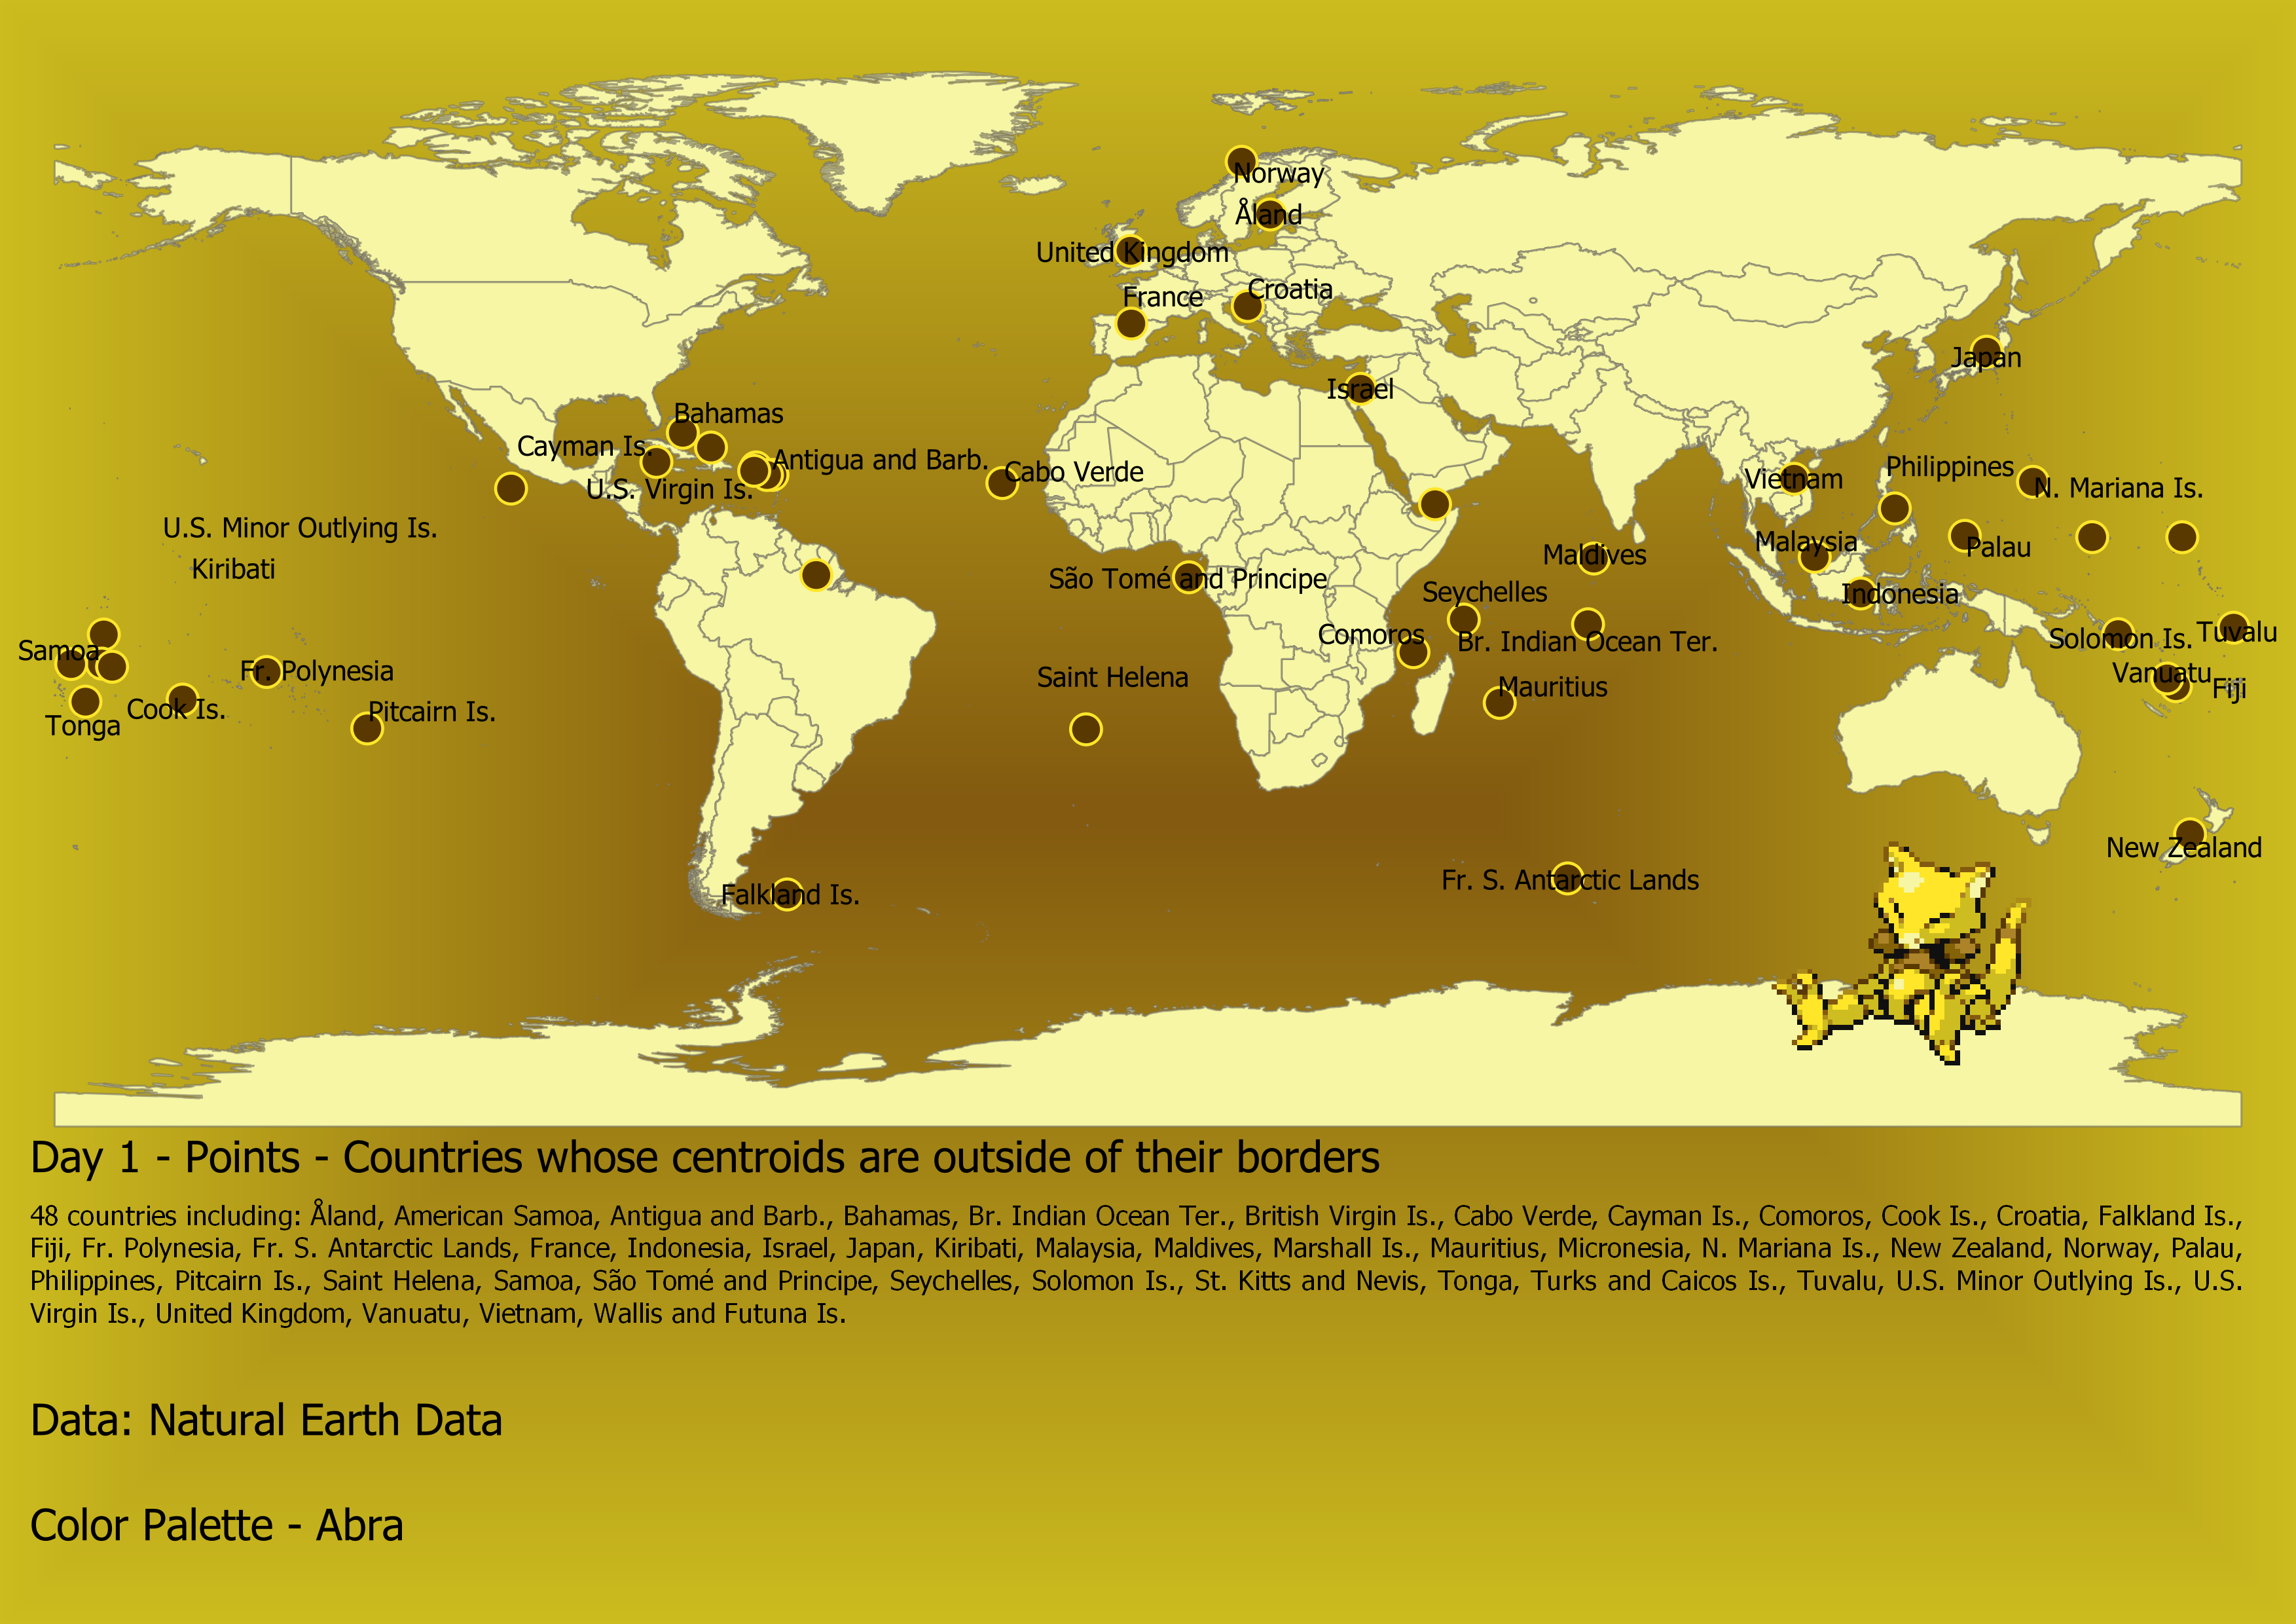 Norway
Åland
United Kingdom
Croatia
France
Japan
Israel
Bahamas
Cayman Is.
Antigua and Barb.
Philippines
Cabo Verde
Vietnam
U.S. Virgin Is.
N. Mariana Is.
U.S. Minor Outlying Is.
Malaysia
Palau
Maldives
Kiribati
São Tomé and Principe
Seychelles
Indonesia
Tuvalu
Comoros
Solomon Is.
Br. Indian Ocean Ter.
Samoa
Fr. Polynesia
Vanuatu
Saint Helena
Mauritius
Fiji
Cook Is.
Pitcairn Is.
Tonga
New Zealand
Fr. S. Antarctic Lands
Falkland Is.
Day 1 - Points - Countries whose centroids are outside of their borders
48 countries including: Åland, American Samoa, Antigua and Barb., Bahamas, Br. Indian Ocean Ter., British Virgin Is., Cabo Verde, Cayman Is., Comoros, Cook Is., Croatia, Falkland Is.,
Fiji, Fr. Polynesia, Fr. S. Antarctic Lands, France, Indonesia, Israel, Japan, Kiribati, Malaysia, Maldives, Marshall Is., Mauritius, Micronesia, N. Mariana Is., New Zealand, Norway, Palau,
Philippines, Pitcairn Is., Saint Helena, Samoa, São Tomé and Principe, Seychelles, Solomon Is., St. Kitts and Nevis, Tonga, Turks and Caicos Is., Tuvalu, U.S. Minor Outlying Is., U.S.
Virgin Is., United Kingdom, Vanuatu, Vietnam, Wallis and Futuna Is.
Data: Natural Earth Data
Color Palette - Abra